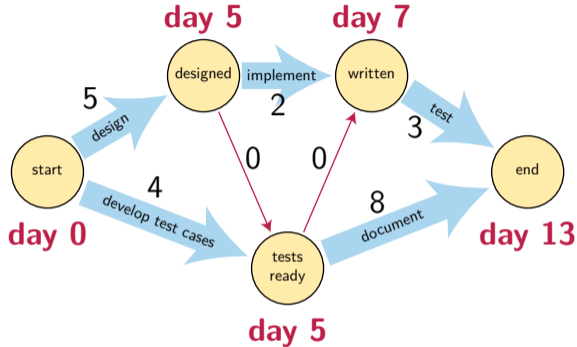 day 5
day 7
designed
implement
2
written
5
design
test
3
start
0
0
end
4
develop test cases
8
document
day 0
day 13
tests
ready
day 5